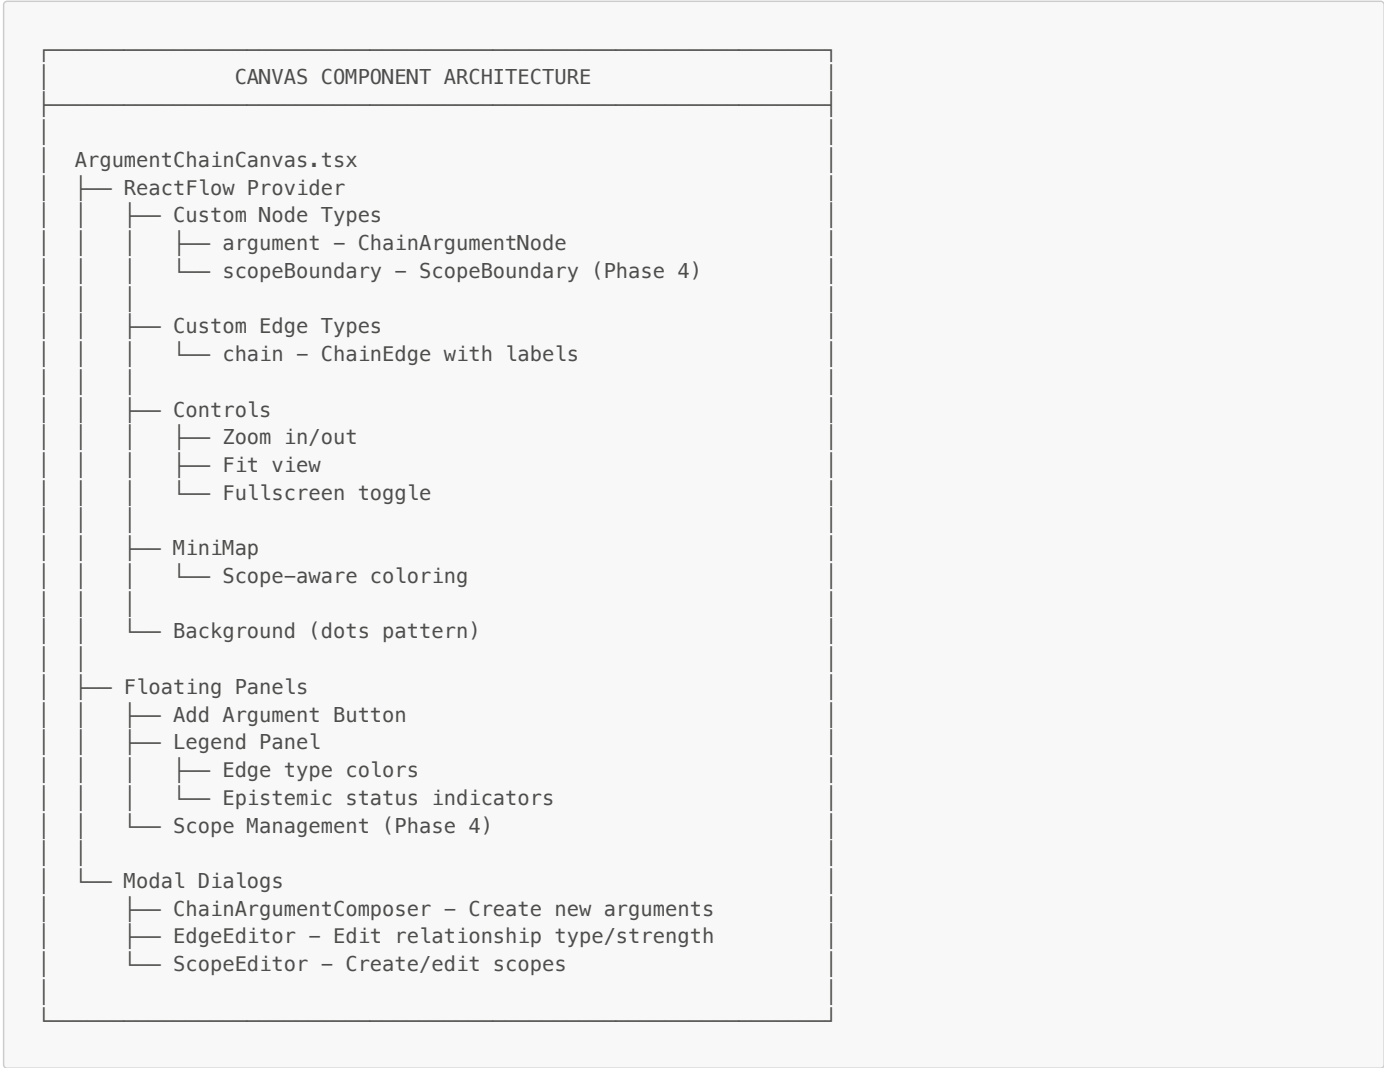 CANVAS COMPONENT ARCHITECTURE
ArgumentChainCanvas.tsx
├── ReactFlow Provider
│   ├── Custom Node Types
│   │   ├── argument – ChainArgumentNode
│   │   └── scopeBoundary – ScopeBoundary (Phase 4)
│   │
│   ├── Custom Edge Types
│   │   └── chain – ChainEdge with labels
│   │
│   ├── Controls
│   │   ├── Zoom in/out
│   │   ├── Fit view
│   │   └── Fullscreen toggle
│   │
│   ├── MiniMap
│   │   └── Scope–aware coloring
│   │
│   └── Background (dots pattern)
│
├── Floating Panels
│   ├── Add Argument Button
│   ├── Legend Panel
│   │   ├── Edge type colors
│   │   └── Epistemic status indicators
│   └── Scope Management (Phase 4)
│
└── Modal Dialogs
    ├── ChainArgumentComposer – Create new arguments
    ├── EdgeEditor – Edit relationship type/strength
    └── ScopeEditor – Create/edit scopes